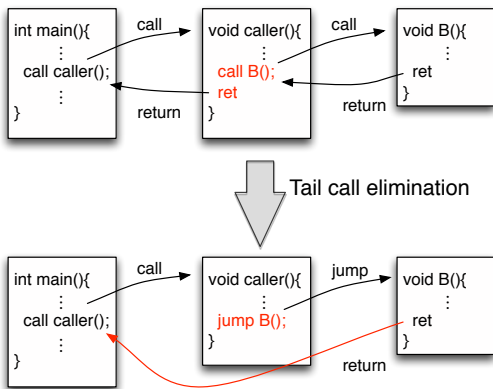 call
call
int main(){
⋮
call caller();
⋮
}
void caller(){
⋮
call B();
ret
}
void B(){
⋮
ret
}
return
return
Tail call elimination
call
jump
int main(){
⋮
call caller();
⋮
}
void caller(){
⋮
jump B();
}
void B(){
⋮
ret
}
return